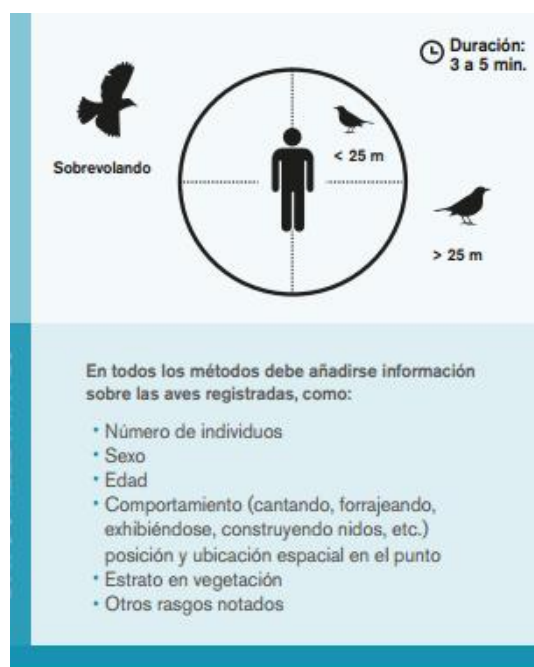 Duración:
3 a 5 min.
Sobrevolando
< 25 m
> 25 m
En todos los métodos debe añadirse información
sobre las aves registradas, como:
• Número de individuos
• Sexo
• Edad
• Comportamiento (cantando, forrajeando,
exhibiéndose, construyendo nidos, etc.)
posición y ubicación espacial en el punto
• Estrato en vegetación
• Otros rasgos notados